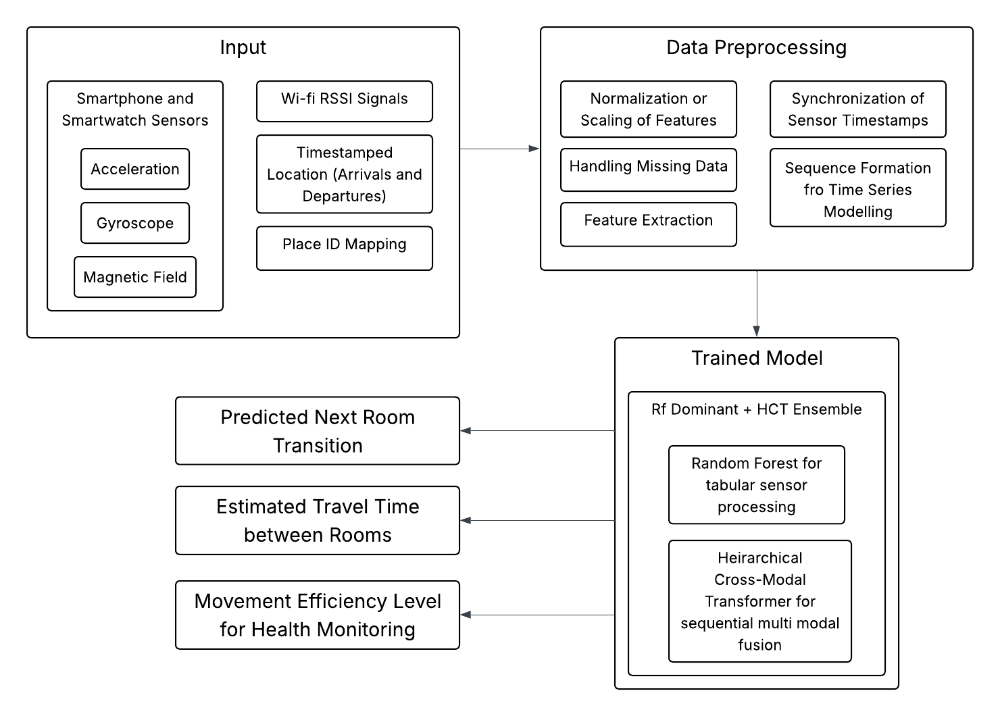 Input
Smartphone and
Smartwatch Sensors
Acceleration
Gyroscope
Magnetic Field
Wi-fi RSSI Signals
Timestamped
Location (Arrivals and
Departures)
Place ID Mapping
Data Preprocessing
Normalization or
Scaling of Features
Handling Missing Data
Feature Extraction
Synchronization of
Sensor Timestamps
Sequence Formation
fro Time Series
Modelling
Trained Model
Rf Dominant + HCT Ensemble
Random Forest for
tabular sensor
processing
Heirarchical
Cross-Modal
Transformer for
sequential multi modal
fusion
Predicted Next Room
Transition
Estimated Travel Time
between Rooms
Movement Efficiency Level
for Health Monitoring